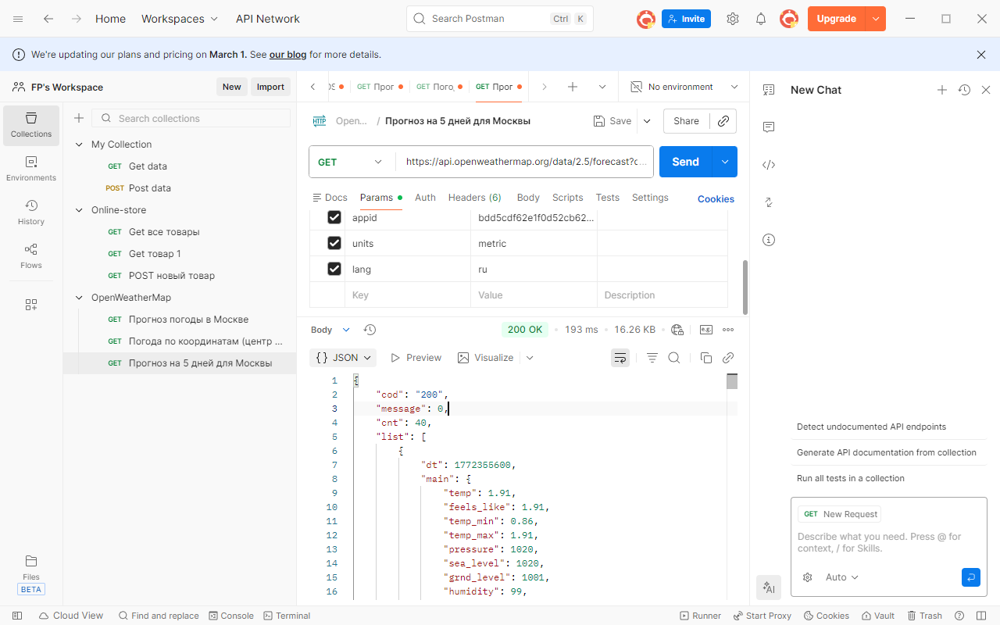 Home Workspaces API Network Search Postman Ctrl K Invite Upgrade
We're updating our plans and pricing on March 1. See our blog for more details.
FP's Workspace New Import
GET Прог GET Пого, GET Прог No environment
New Chat
Search collections
Collections
Environments
History
Flows
Files
BETA
My Collection
GET Get data
POST Post data
Online-store
GET Get все товары
GET Get товар 1
GET POST новый товар
OpenWeatherMap
GET Прогноз погоды в Москве
GET Погода по координатам (центр ...
GET Прогноз на 5 дней для Москвы
HTTP Open... / Прогноз на 5 дней для Москвы Save Share
GET https://api.openweathermap.org/data/2.5/forecast?q... Send
Docs Params Auth Headers (6) Body Scripts Tests Settings Cookies
appid bdd5cdf62e1f0d52cb62...
units metric
lang ru
Key Value Description
Body 200 OK 193 ms 16.26 KB e.g.
{} JSON Preview Visualize
1 {
2 "cod": "200",
3 "message": 0,
4 "cnt": 40,
5 "list": [
6 {
7 "dt": 1772355600,
8 "main": {
9 "temp": 1.91,
10 "feels_like": 1.91,
11 "temp_min": 0.86,
12 "temp_max": 1.91,
13 "pressure": 1020,
14 "sea_level": 1020,
15 "grnd_level": 1001,
16 "humidity": 99,
AI
Detect undocumented API endpoints
Generate API documentation from collection
Run all tests in a collection
GET New Request
Describe what you need. Press @ for
context, / for Skills.
Auto
Cloud View Find and replace Console Terminal Runner Start Proxy Cookies Vault Trash